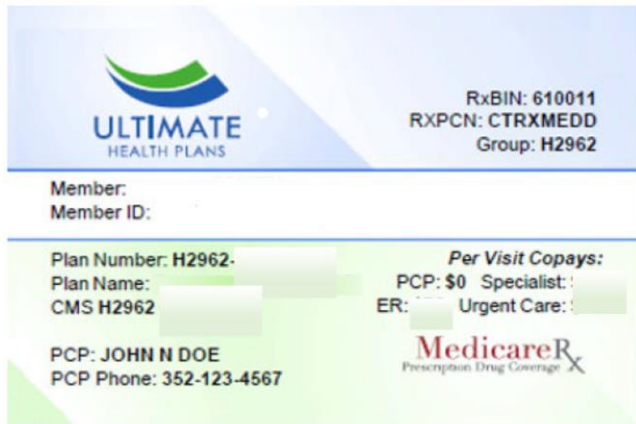 ULTIMATE
HEALTH PLANS
RxBIN: 610011
RXPCN: CTRXMEDD
Group: H2962
Member:
Member ID:
Plan Number: H2962-
Plan Name:
CMS H2962
PCP: JOHN N DOE
PCP Phone: 352-123-4567
Per Visit Copays:
PCP: $0 Specialist:
ER: Urgent Care:
MedicareRx
Prescription Drug Coverage